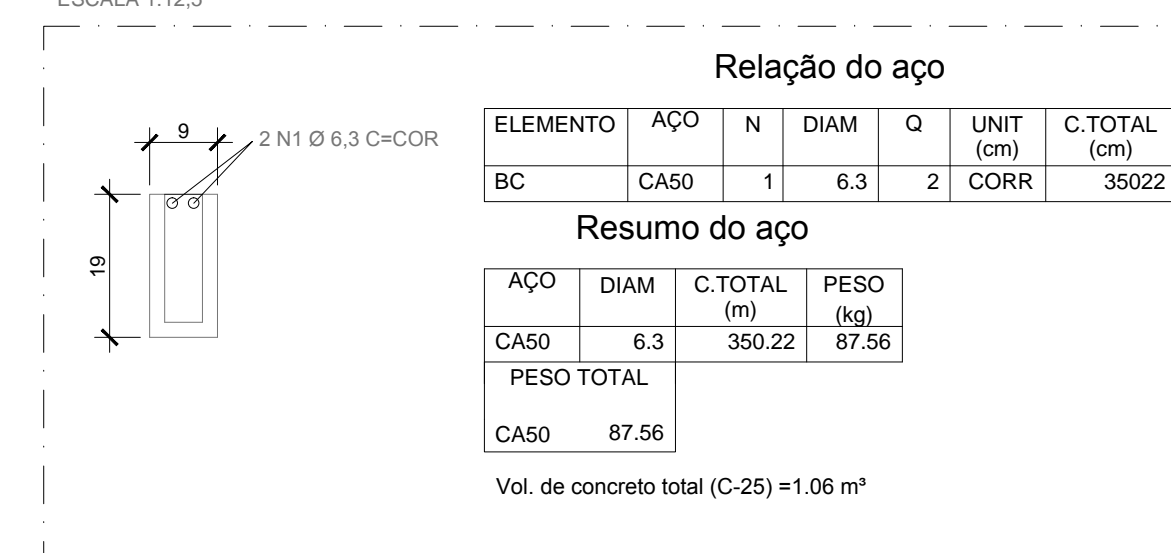 ESCALA 1:12,5
Relação do aço
9
2 N1 Ø 6,3 C=COR
19
ELEMENTO AÇO N DIAM Q UNIT (cm) C.TOTAL (cm)
BC CA50 1 6.3 2 CORR 35022
Resumo do aço
AÇO DIAM C.TOTAL (m) PESO (kg)
CA50 6.3 350.22 87.56
PESO TOTAL
CA50 87.56
Vol. de concreto total (C-25) =1.06 m³